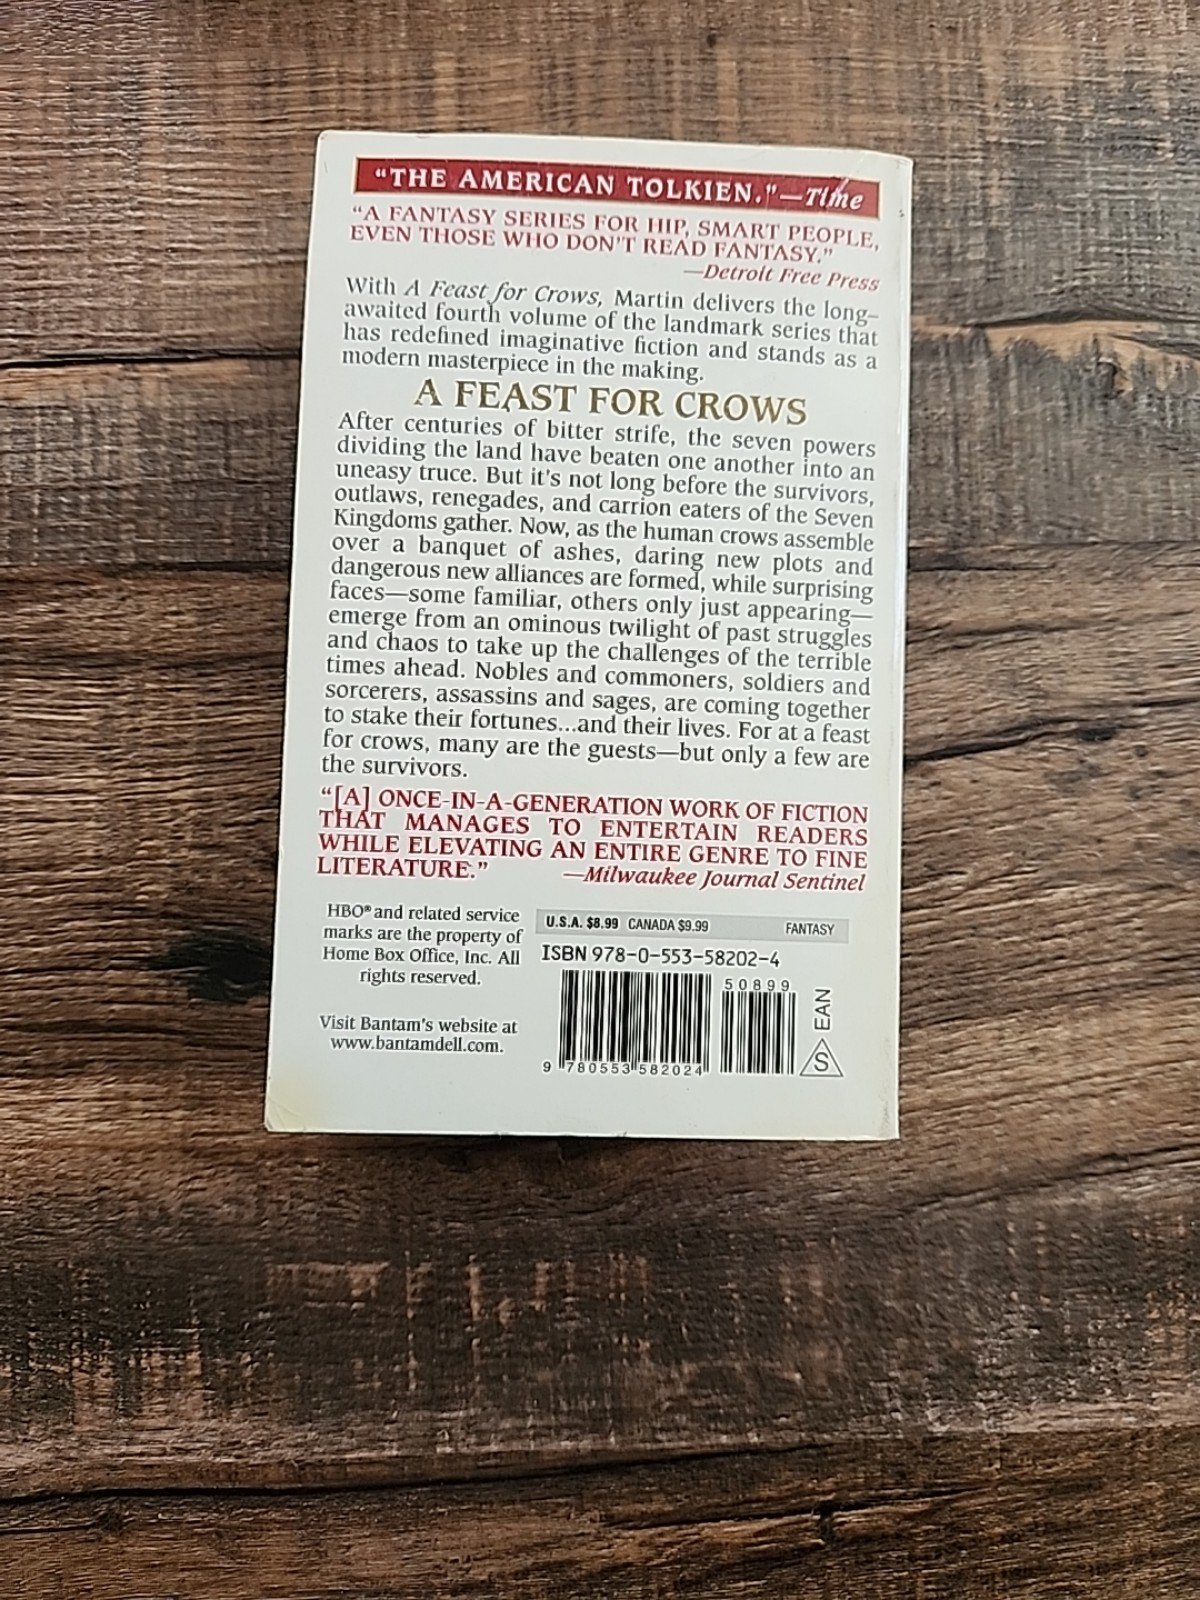 “THE AMERICAN TOLKIEN.”—Time
“A FANTASY SERIES FOR HIP, SMART PEOPLE,
EVEN THOSE WHO DON’T READ FANTASY.”
—Detroit Free Press
With A Feast for Crows, Martin delivers the long-
awaited fourth volume of the landmark series that
has redefined imaginative fiction and stands as a
modern masterpiece in the making.
A FEAST FOR CROWS
After centuries of bitter strife, the seven powers
dividing the land have beaten one another into an
uneasy truce. But it’s not long before the survivors,
outlaws, renegades, and carrion eaters of the Seven
Kingdoms gather. Now, as the human crows assemble
over a banquet of ashes, daring new plots and
dangerous new alliances are formed, while surprising
faces—some familiar, others only just appearing—
emerge from an ominous twilight of past struggles
and chaos to take up the challenges of the terrible
times ahead. Nobles and commoners, soldiers and
sorcerers, assassins and sages, are coming together
to stake their fortunes...and their lives. For at a feast
for crows, many are the guests—but only a few are
the survivors.
“[A] ONCE-IN-A-GENERATION WORK OF FICTION
THAT MANAGES TO ENTERTAIN READERS
WHILE ELEVATING AN ENTIRE GENRE TO FINE
LITERATURE.” —Milwaukee Journal Sentinel
HBO® and related service
marks are the property of
Home Box Office, Inc. All
rights reserved.
Visit Bantam’s website at
www.bantamdell.com.
U.S.A. $8.99 CANADA $9.99 FANTASY
ISBN 978-0-553-58202-4
50899
9 780553 582024
EAN
S